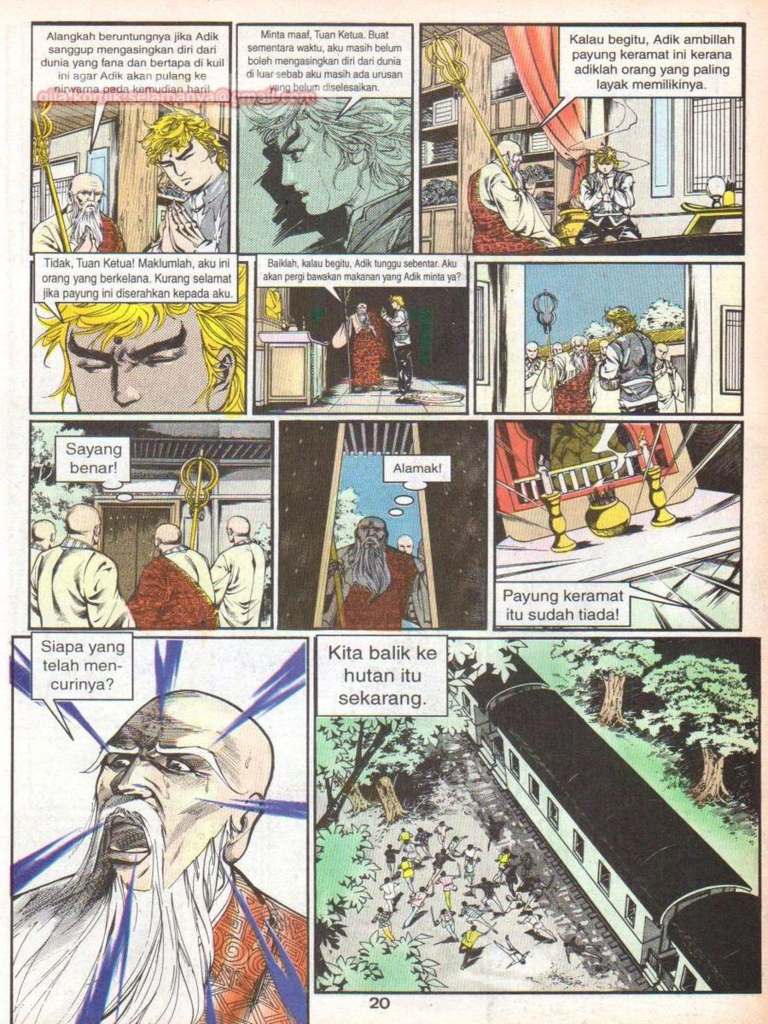 Alangkah beruntungnya jika Adik
sanggup mengasingkan diri dari
dunia yang fana dan bertapa di kuil
ini agar Adik akan pulang ke
nirwana pada kemudian hari!
Minta maaf, Tuan Ketua. Buat
sementara waktu, aku masih belum
boleh mengasingkan diri dari dunia
di luar sebab aku masih ada urusan
yang belum diselesaikan.
Kalau begitu, Adik ambillah
payung keramat ini kerana
adiklah orang yang paling
layak memilikinya.
Tidak, Tuan Ketua! Maklumlah, aku ini
orang yang berkelana. Kurang selamat
jika payung ini diserahkan kepada aku.
Baiklah, kalau begitu, Adik tunggu sebentar. Aku
akan pergi bawakan makanan yang Adik minta ya?
Sayang
benar!
Alamak!
Payung keramat
itu sudah tiada!
Siapa yang
telah men-
curinya?
Kita balik ke
hutan itu
sekarang.
20